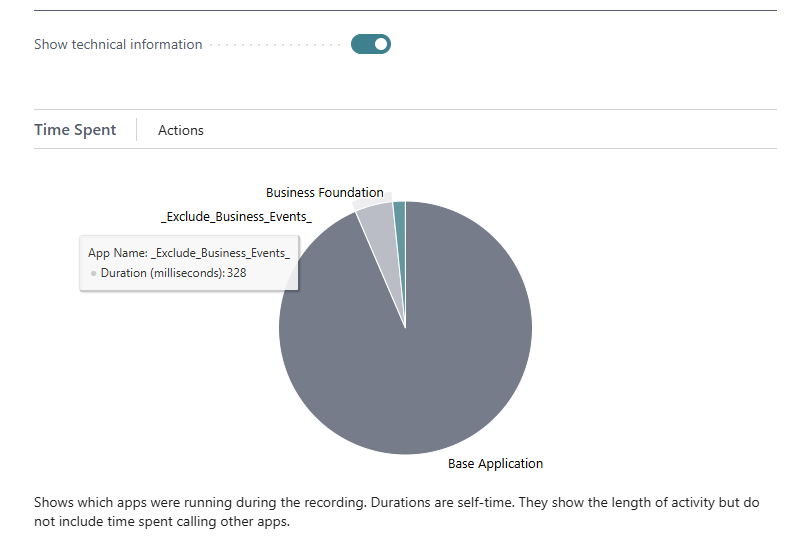 Show technical information
Time Spent
Actions
Business Foundation
_Exclude_Business_Events_
App Name: _Exclude_Business_Events_
Duration (milliseconds): 328
Base Application
Shows which apps were running during the recording. Durations are self-time. They show the length of activity but do
not include time spent calling other apps.